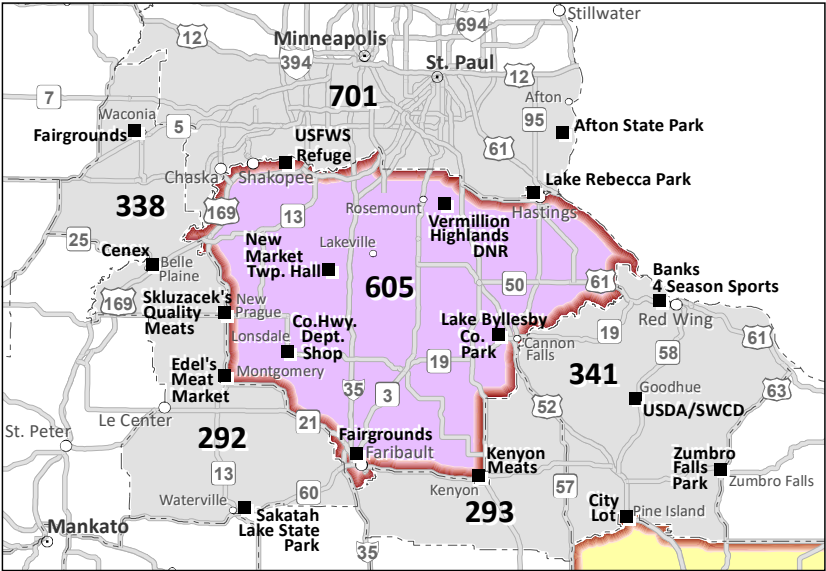 Stillwater
12
694
Minneapolis
394
St. Paul
12
7
701
Afton
Waconia
Fairgrounds
5
95
Afton State Park
USFWS
Refuge
61
Chaska
Shakopee
Lake Rebecca Park
338
169
13
Rosemount
Hastings
Vermillion
Highlands
DNR
25
Cenex
Belle
Plaine
New
Market
Twp. Hall
Lakeville
605
50
61
Banks
4 Season Sports
169
Skluzacek's
Quality
Meats
New
Prague
Lonsdale
Co.Hwy.
Dept.
Shop
Lake Byllesby
Co.
Park
Cannon
Falls
19
Red Wing
61
Edel's
Meat
Market
Montgomery
19
341
58
35
3
Goodhue
USDA/SWCD
63
52
Le Center
21
St. Peter
292
Fairgrounds
Faribault
Kenyon
Meats
Zumbro
Falls
Park
Zumbro Falls
13
60
Kenyon
57
Waterville
Sakatah
Lake State
Park
293
City
Lot
Pine Island
Mankato
35